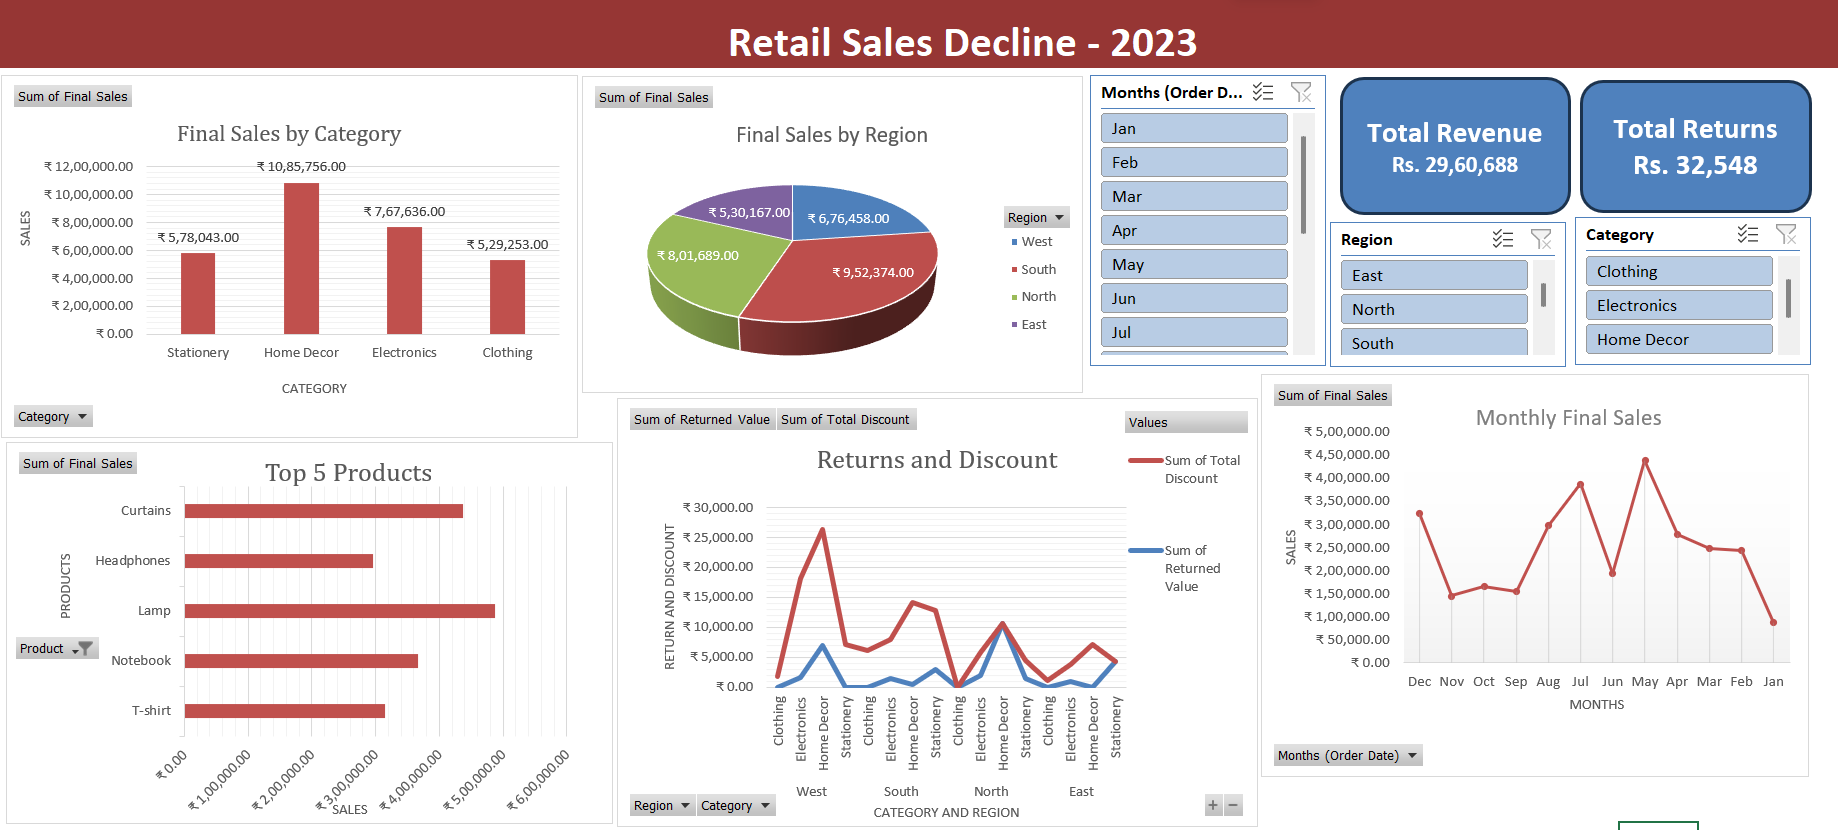 Retail Sales Decline - 2023
Sum of Final Sales
Final Sales by Category
₹ 12,00,000.00
₹ 10,00,000.00
₹ 8,00,000.00
₹ 6,00,000.00
₹ 4,00,000.00
₹ 2,00,000.00
₹ 0.00
SALES
₹ 5,78,043.00
₹ 10,85,756.00
₹ 7,67,636.00
₹ 5,29,253.00
Stationery
Home Decor
Electronics
Clothing
CATEGORY
Category
Sum of Final Sales
Final Sales by Region
₹ 5,30,167.00
₹ 6,76,458.00
₹ 8,01,689.00
₹ 9,52,374.00
Region
West
South
North
East
Months (Order D...
Jan
Feb
Mar
Apr
May
Jun
Jul
Total Revenue
Rs. 29,60,688
Total Returns
Rs. 32,548
Region
East
North
South
Category
Clothing
Electronics
Home Decor
Sum of Final Sales
Top 5 Products
PRODUCTS
Curtains
Headphones
Lamp
Notebook
T-shirt
Product
₹ 0.00
₹ 1,00,000.00
₹ 2,00,000.00
₹ 3,00,000.00
₹ 4,00,000.00
₹ 5,00,000.00
₹ 6,00,000.00
SALES
Sum of Returned Value
Sum of Total Discount
Values
Returns and Discount
Sum of Total
Discount
Sum of
Returned
Value
RETURN AND DISCOUNT
₹ 30,000.00
₹ 25,000.00
₹ 20,000.00
₹ 15,000.00
₹ 10,000.00
₹ 5,000.00
₹ 0.00
Clothing
Electronics
Home Decor
Stationery
Clothing
Electronics
Home Decor
Stationery
Clothing
Electronics
Home Decor
Stationery
Clothing
Electronics
Home Decor
Stationery
West
South
North
East
CATEGORY AND REGION
Region
Category
Sum of Final Sales
Monthly Final Sales
SALES
₹ 5,00,000.00
₹ 4,50,000.00
₹ 4,00,000.00
₹ 3,50,000.00
₹ 3,00,000.00
₹ 2,50,000.00
₹ 2,00,000.00
₹ 1,50,000.00
₹ 1,00,000.00
₹ 50,000.00
₹ 0.00
Dec
Nov
Oct
Sep
Aug
Jul
Jun
May
Apr
Mar
Feb
Jan
MONTHS
Months (Order Date)